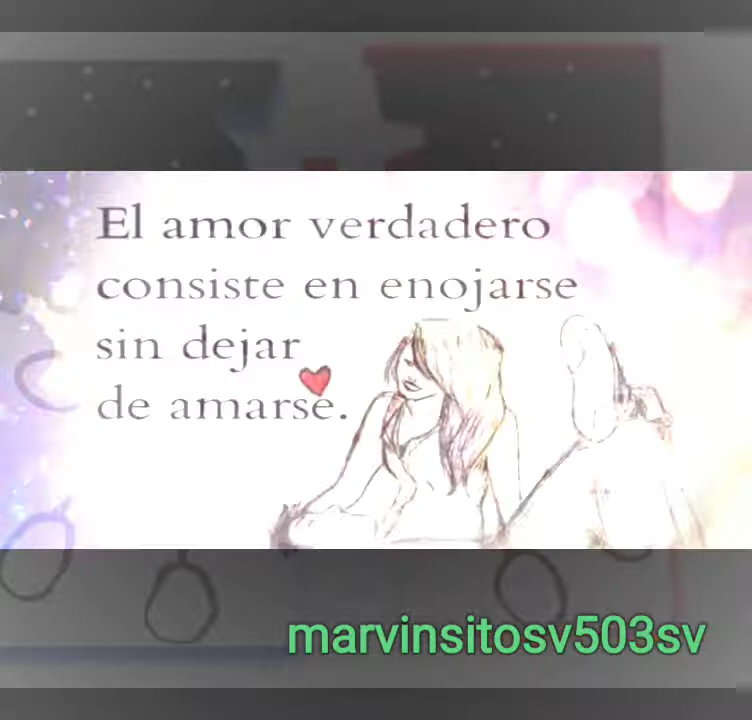 El amor verdadero
consiste en enojarse
sin dejar
de amarse.
marvinsitosv503sv